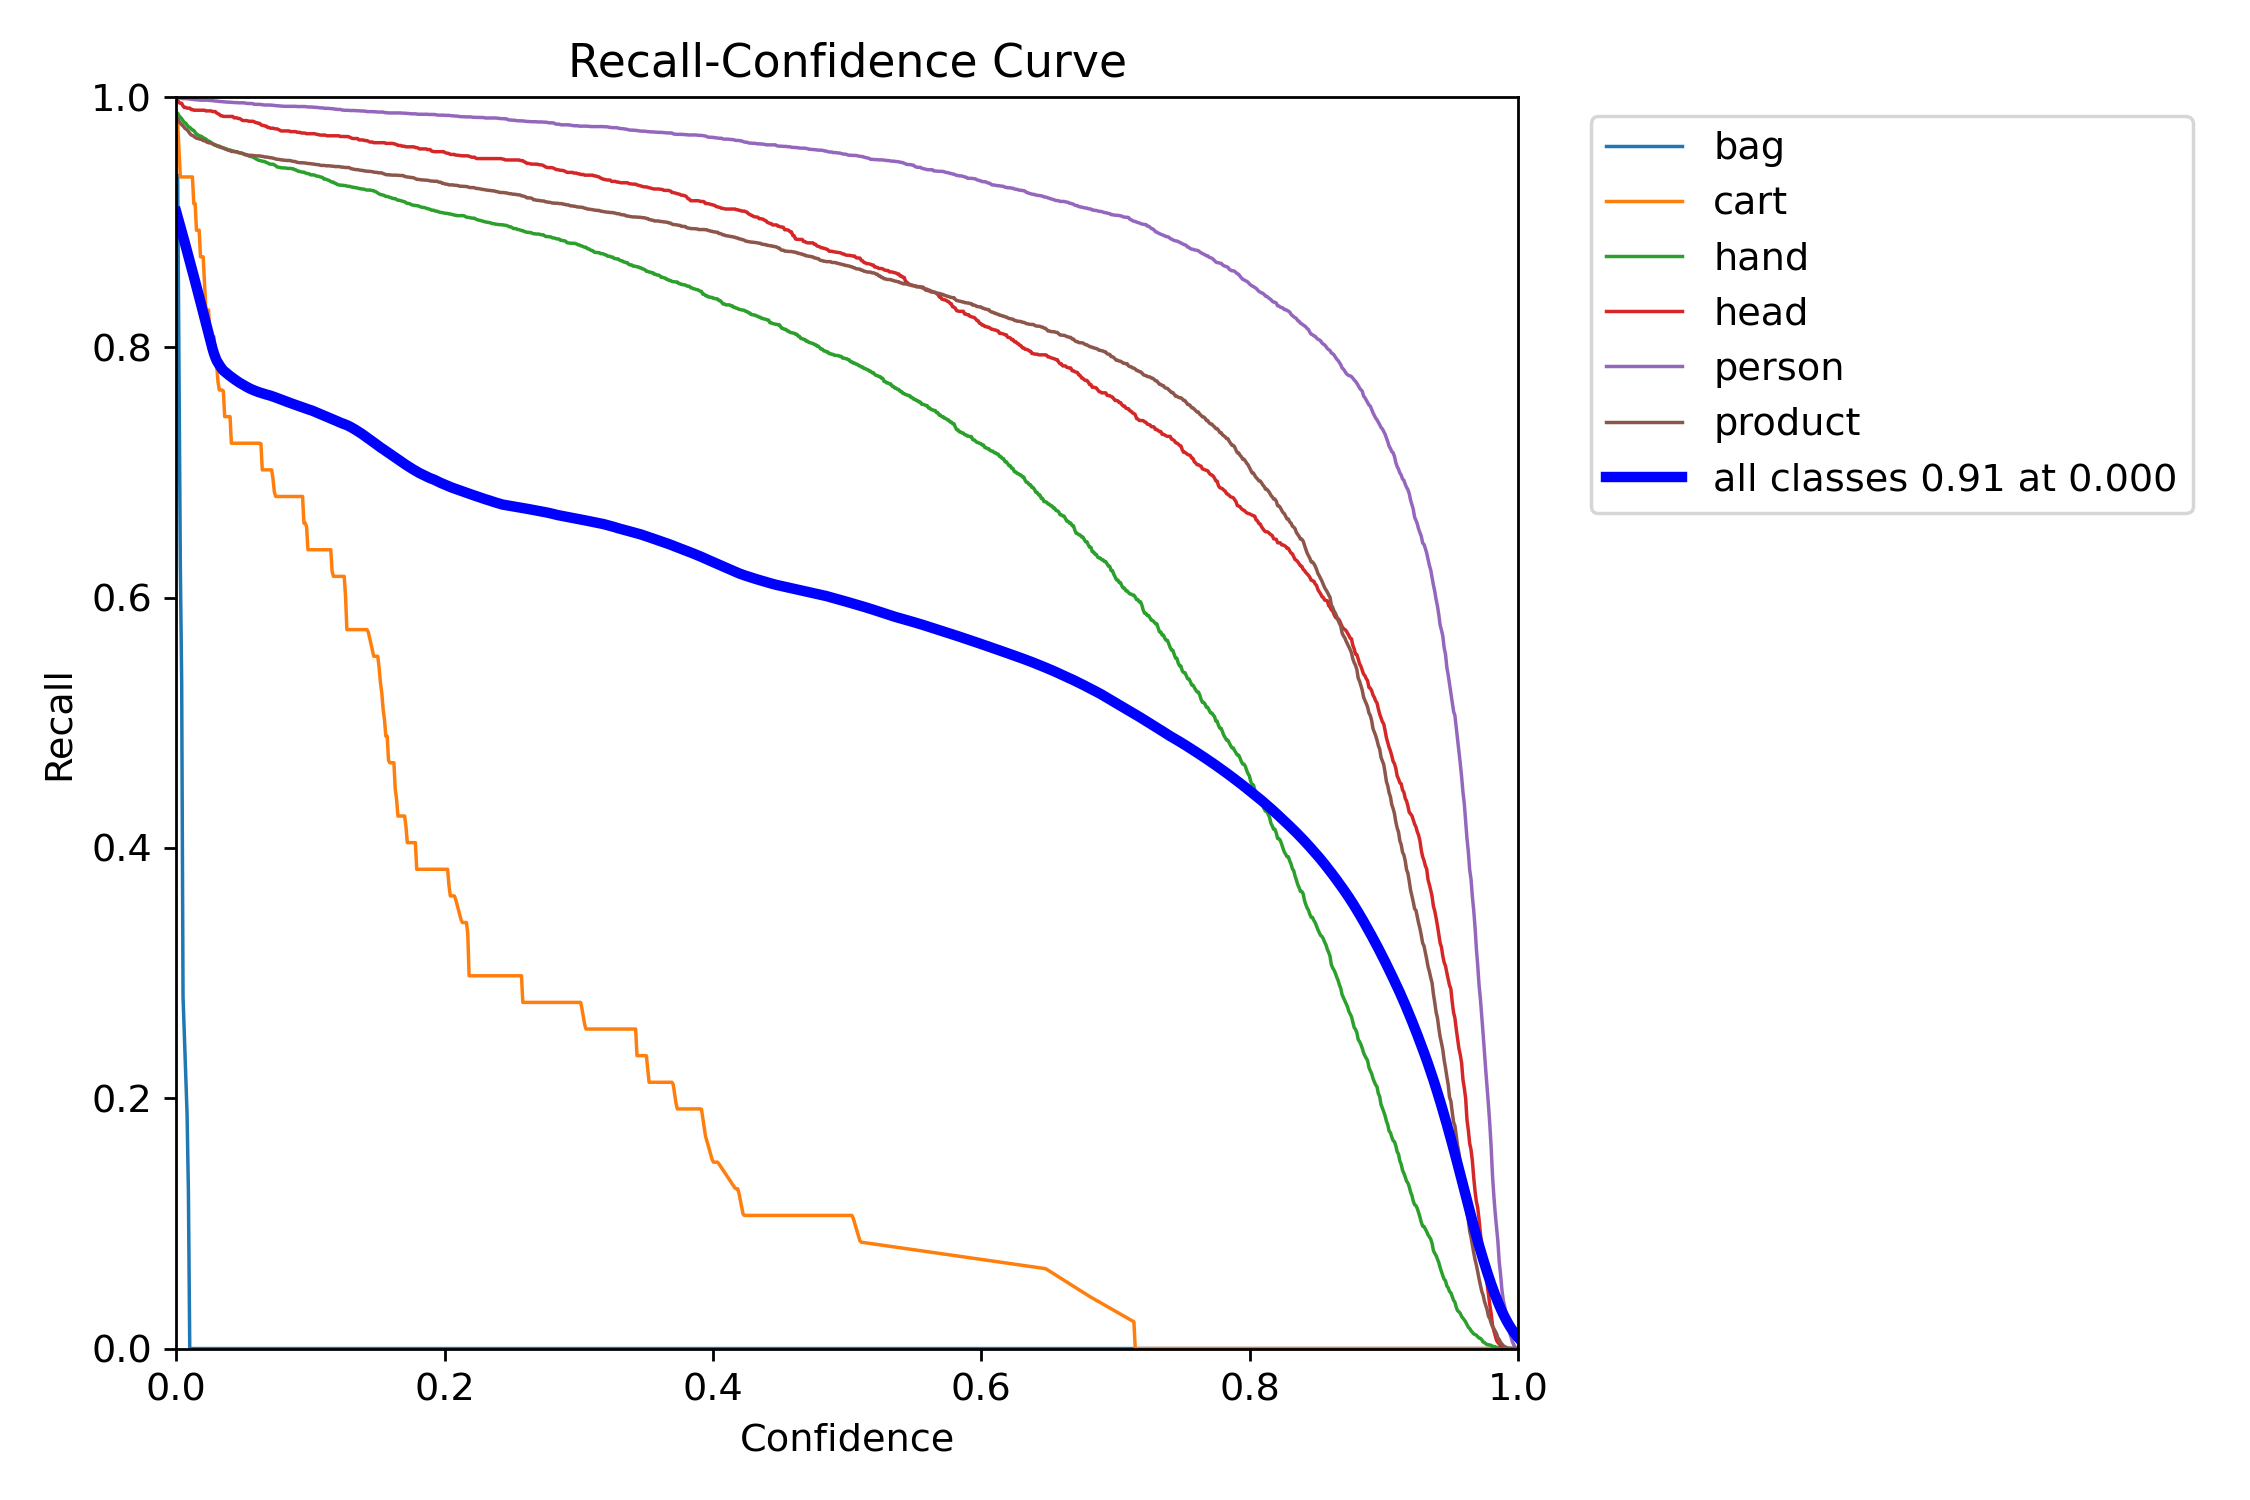 Recall-Confidence Curve
1.0
0.8
0.6
0.4
0.2
0.0
Recall
0.0 0.2 0.4 0.6 0.8 1.0
Confidence
bag
cart
hand
head
person
product
all classes 0.91 at 0.000